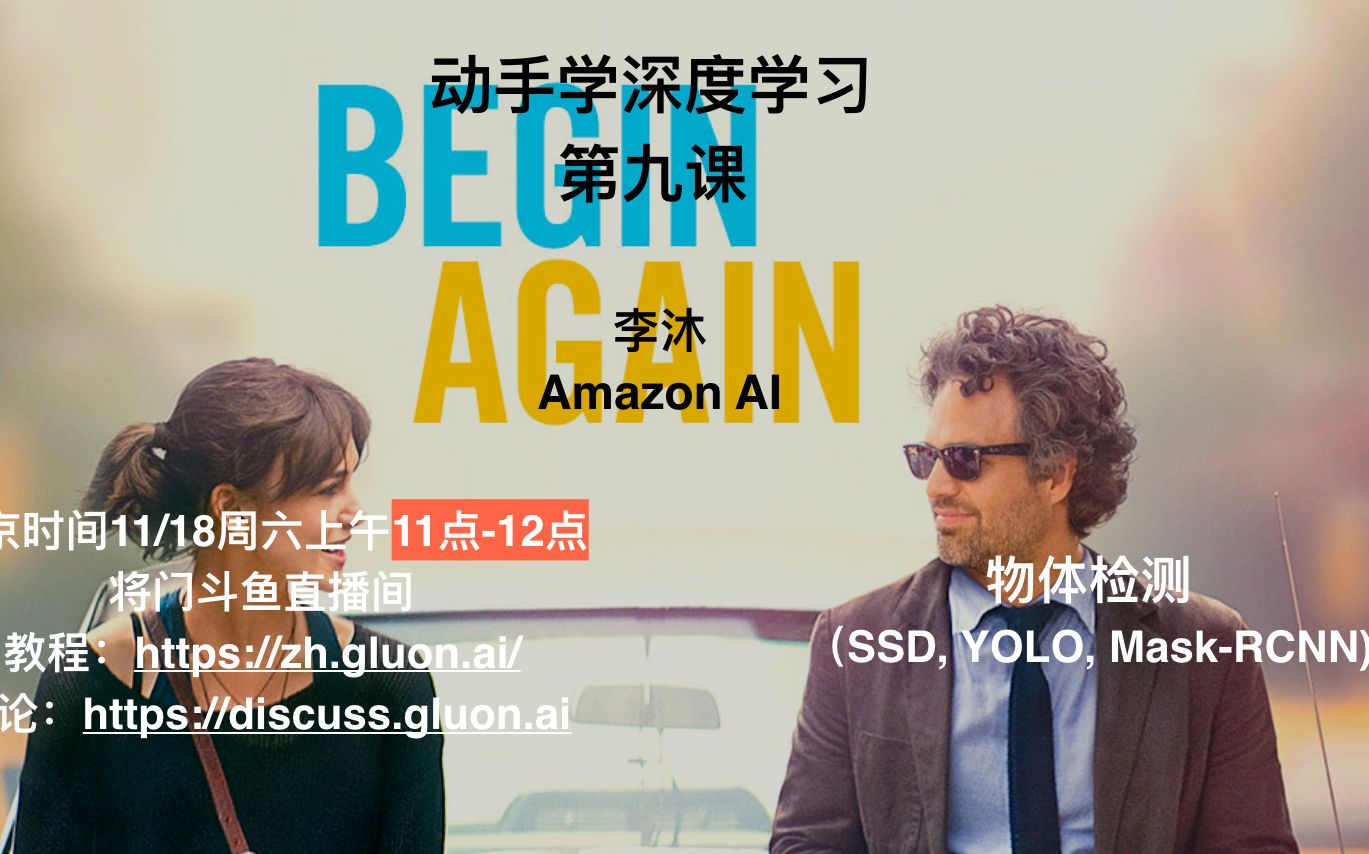 动手学深度学习
第九课
BEGIN
AGAIN
李沐
Amazon AI
京时间11/18周六上午11点-12点
将门斗鱼直播间
教程：https://zh.gluon.ai/
论：https://discuss.gluon.ai
物体检测
（SSD, YOLO, Mask-RCNN)